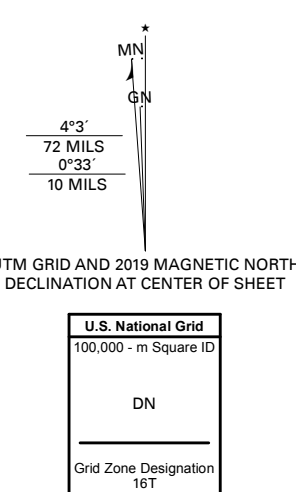 ★
MN
GN
4°3´
72 MILS
0°33´
10 MILS
UTM GRID AND 2019 MAGNETIC NORTH
DECLINATION AT CENTER OF SHEET
U.S. National Grid
100,000 - m Square ID
DN
Grid Zone Designation
16T